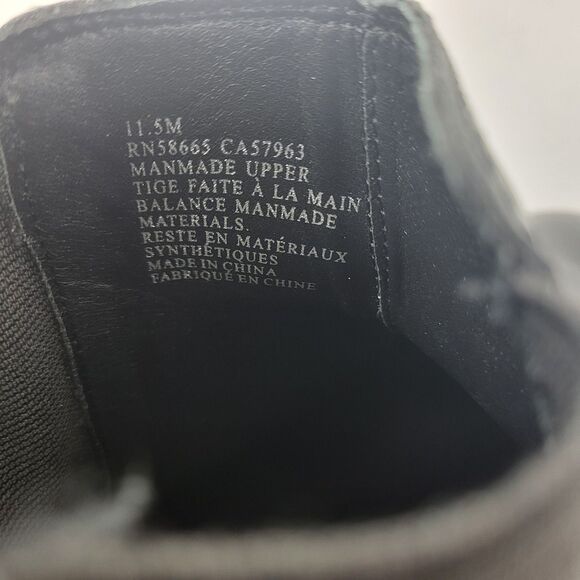 11.5M
RN58665 CA57963
MANMADE UPPER
TIGE FAITE À LA MAIN
BALANCE MANMADE
MATERIALS.
RESTE EN MATÉRIAUX
SYNTHÉTIQUES
MADE IN CHINA
FABRIQUÉ EN CHINE